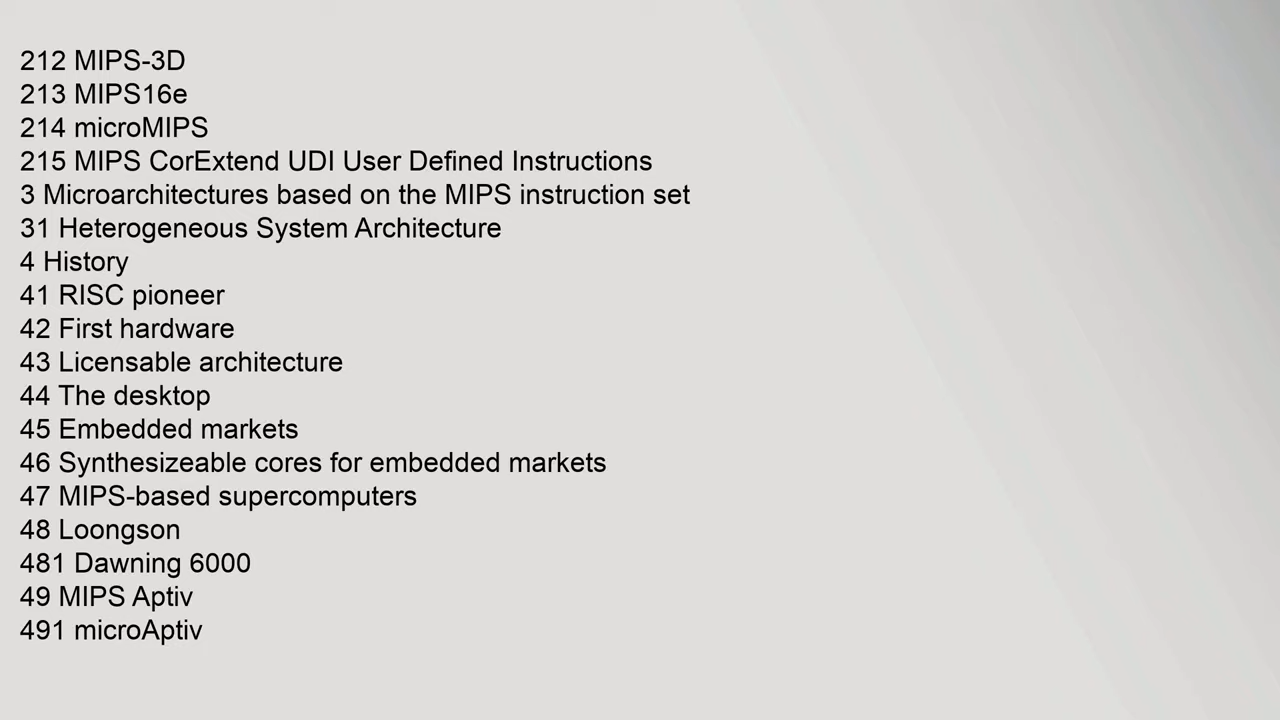 212 MIPS-3D
213 MIPS16e
214 microMIPS
215 MIPS CorExtend UDI User Defined Instructions
3 Microarchitectures based on the MIPS instruction set
31 Heterogeneous System Architecture
4 History
41 RISC pioneer
42 First hardware
43 Licensable architecture
44 The desktop
45 Embedded markets
46 Synthesizeable cores for embedded markets
47 MIPS-based supercomputers
48 Loongson
481 Dawning 6000
49 MIPS Aptiv
491 microAptiv